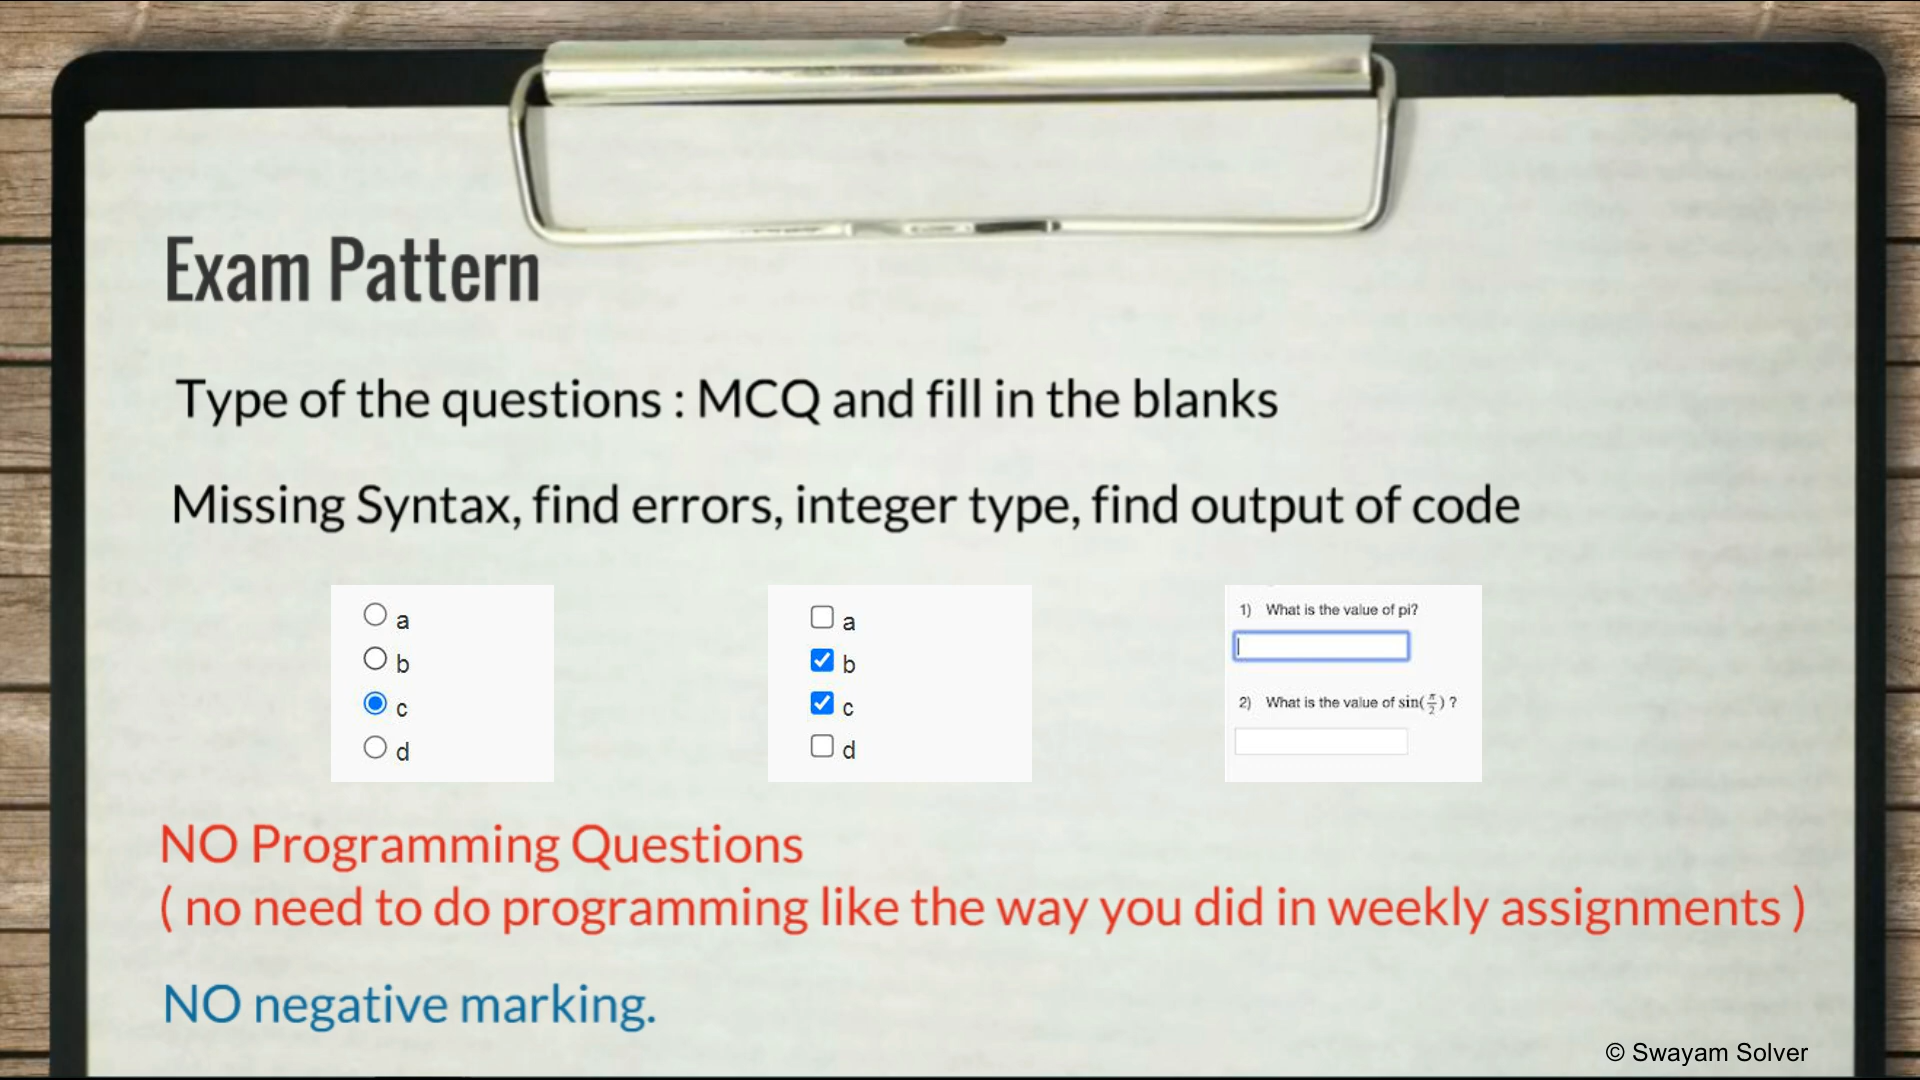 Exam Pattern
Type of the questions : MCQ and fill in the blanks
Missing Syntax, find errors, integer type, find output of code
a
b
c
d
a
b
c
d
1) What is the value of pi?
2) What is the value of sin(π/2) ?
NO Programming Questions
( no need to do programming like the way you did in weekly assignments )
NO negative marking.
© Swayam Solver